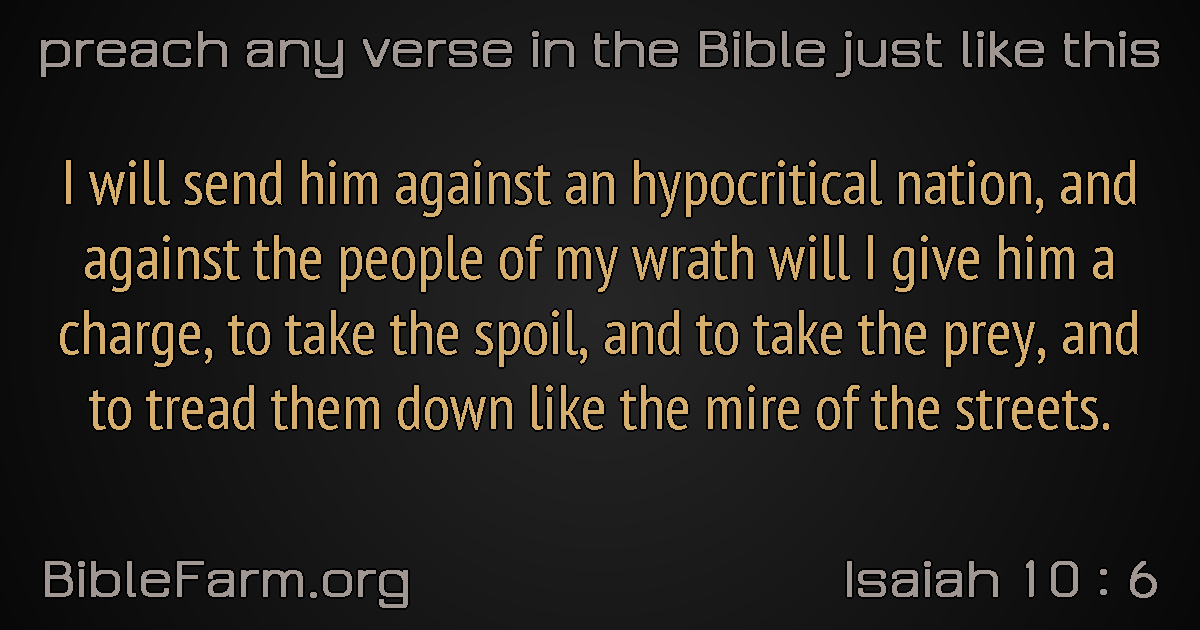 preach any verse in the Bible just like this
I will send him against an hypocritical nation, and
against the people of my wrath will I give him a
charge, to take the spoil, and to take the prey, and
to tread them down like the mire of the streets.
BibleFarm.org
Isaiah 10 : 6